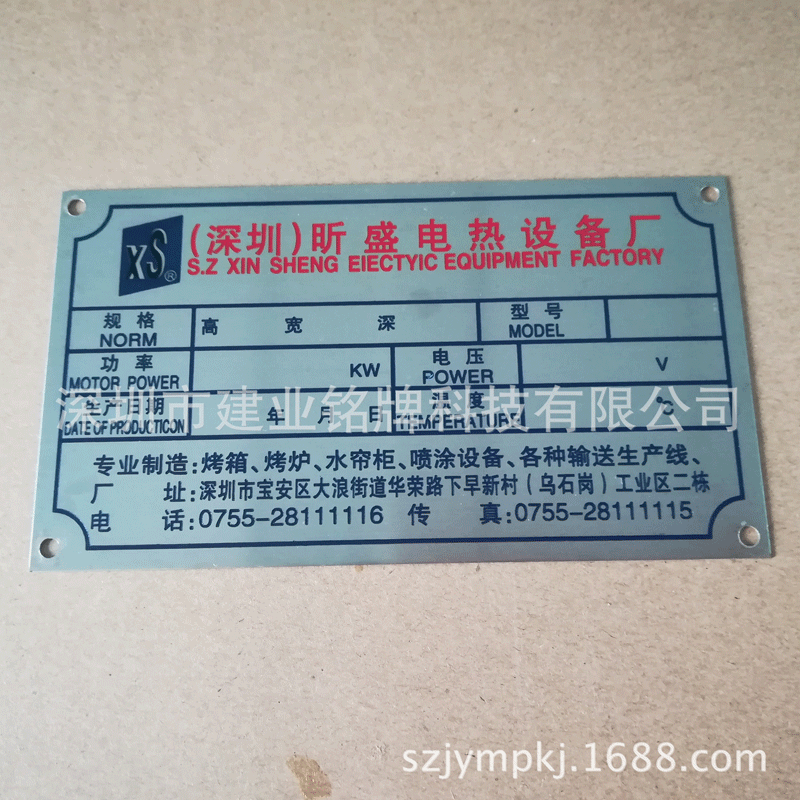 XS®
(深圳)昕盛电热设备厂
S.Z XIN SHENG EIECTYIC EQUIPMENT FACTORY
规格 高 宽 深 型号
NORM MODEL
功率 KW 电压 V
MOTOR POWER POWER
生产日期 年 月 日 温度 ℃
DATE OF PRODUCTICON TEMPERATURE
深圳市建业铭牌科技有限公司
专业制造:烤箱、烤炉、水帘柜、喷涂设备、各种输送生产线、
厂 址:深圳市宝安区大浪街道华荣路下早新村(乌石岗)工业区二栋
电 话:0755-28111116 传 真:0755-28111115
szjympkj.1688.com